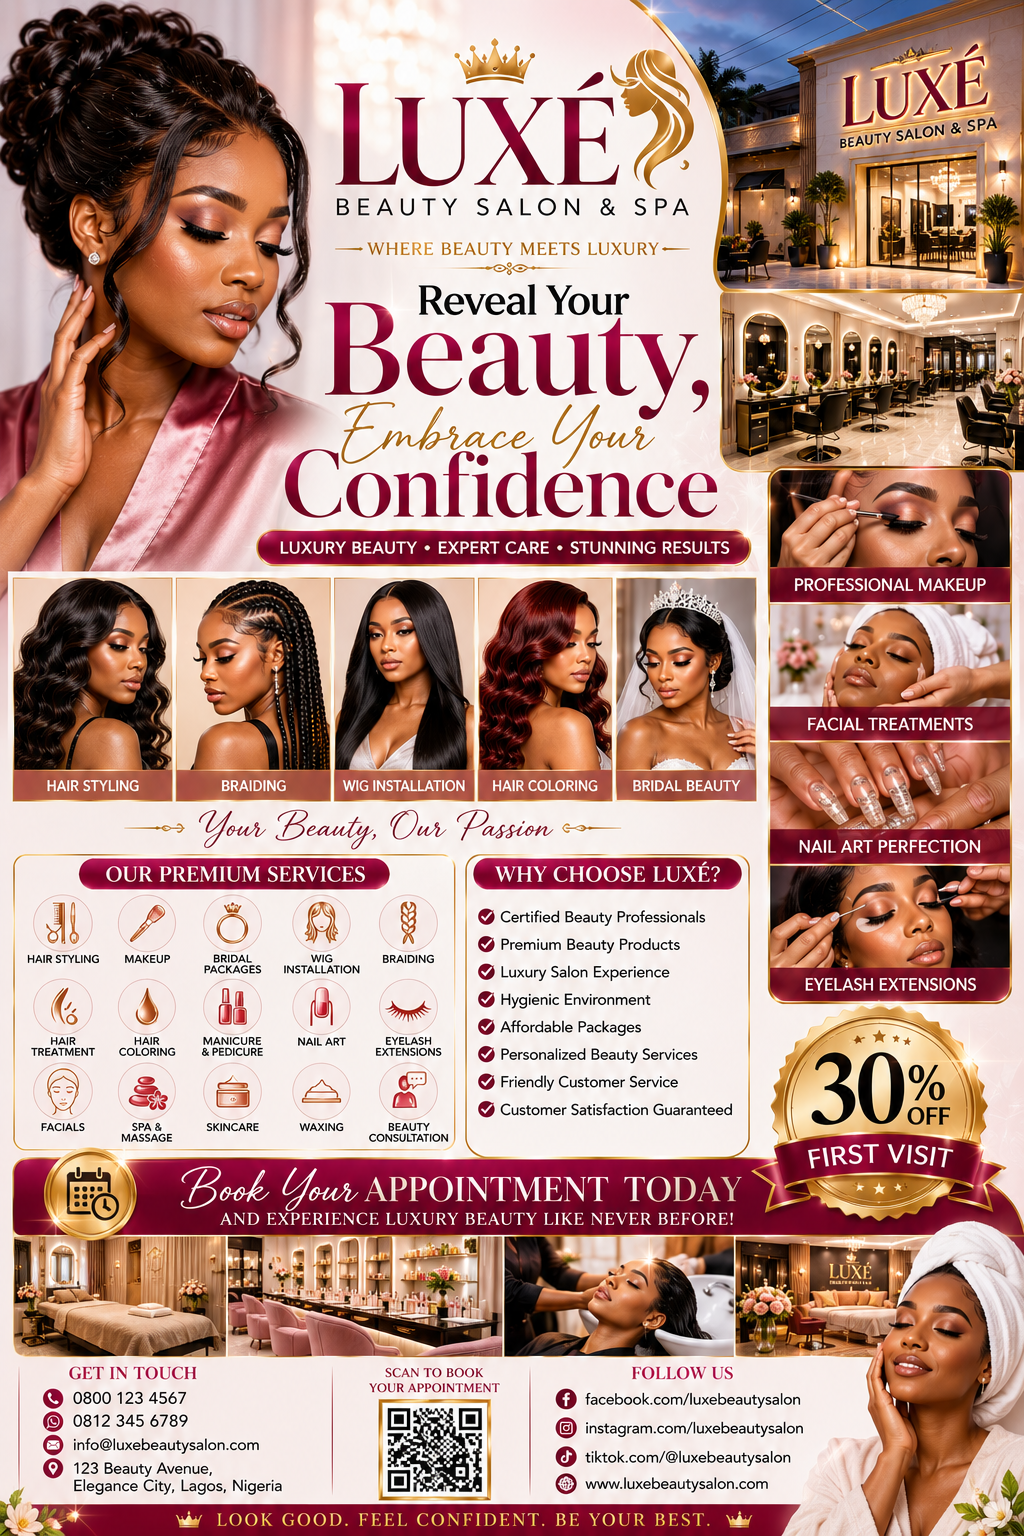 LUXÉ
BEAUTY SALON & SPA
WHERE BEAUTY MEETS LUXURY
LUXÉ
BEAUTY SALON & SPA
Reveal Your
Beauty,
Embrace Your
Confidence
LUXURY BEAUTY • EXPERT CARE • STUNNING RESULTS
HAIR STYLING
BRAIDING
WIG INSTALLATION
HAIR COLORING
BRIDAL BEAUTY
PROFESSIONAL MAKEUP
FACIAL TREATMENTS
NAIL ART PERFECTION
EYELASH EXTENSIONS
Your Beauty, Our Passion
OUR PREMIUM SERVICES
HAIR STYLING
MAKEUP
BRIDAL
PACKAGES
WIG
INSTALLATION
BRAIDING
HAIR
TREATMENT
HAIR
COLORING
MANICURE
& PEDICURE
NAIL ART
EYELASH
EXTENSIONS
FACIALS
SPA &
MASSAGE
SKINCARE
WAXING
BEAUTY
CONSULTATION
WHY CHOOSE LUXÉ?
Certified Beauty Professionals
Premium Beauty Products
Luxury Salon Experience
Hygienic Environment
Affordable Packages
Personalized Beauty Services
Friendly Customer Service
Customer Satisfaction Guaranteed
30% OFF
FIRST VISIT
Book Your APPOINTMENT TODAY
AND EXPERIENCE LUXURY BEAUTY LIKE NEVER BEFORE!
LUXÉ
GET IN TOUCH
0800 123 4567
0812 345 6789
info@luxebeautysalon.com
123 Beauty Avenue,
Elegance City, Lagos, Nigeria
SCAN TO BOOK
YOUR APPOINTMENT
FOLLOW US
facebook.com/luxebeautysalon
instagram.com/luxebeautysalon
tiktok.com/@luxebeautysalon
www.luxebeautysalon.com
LOOK GOOD. FEEL CONFIDENT. BE YOUR BEST.